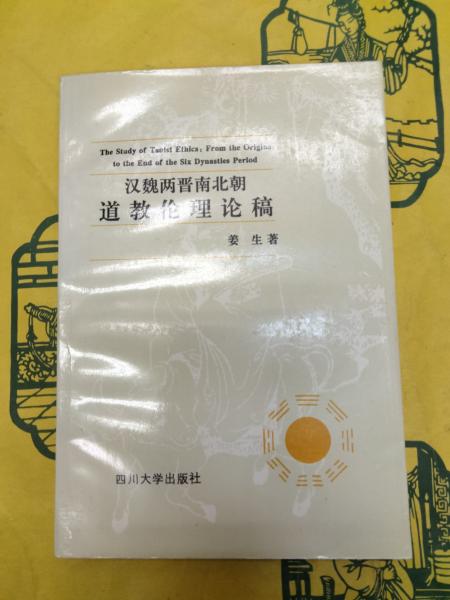 The Study of Taoist Ethics: From the Origins
to the End of the Six Dynasties Period
汉魏两晋南北朝
道教伦理论稿
姜 生 著
四川大学出版社